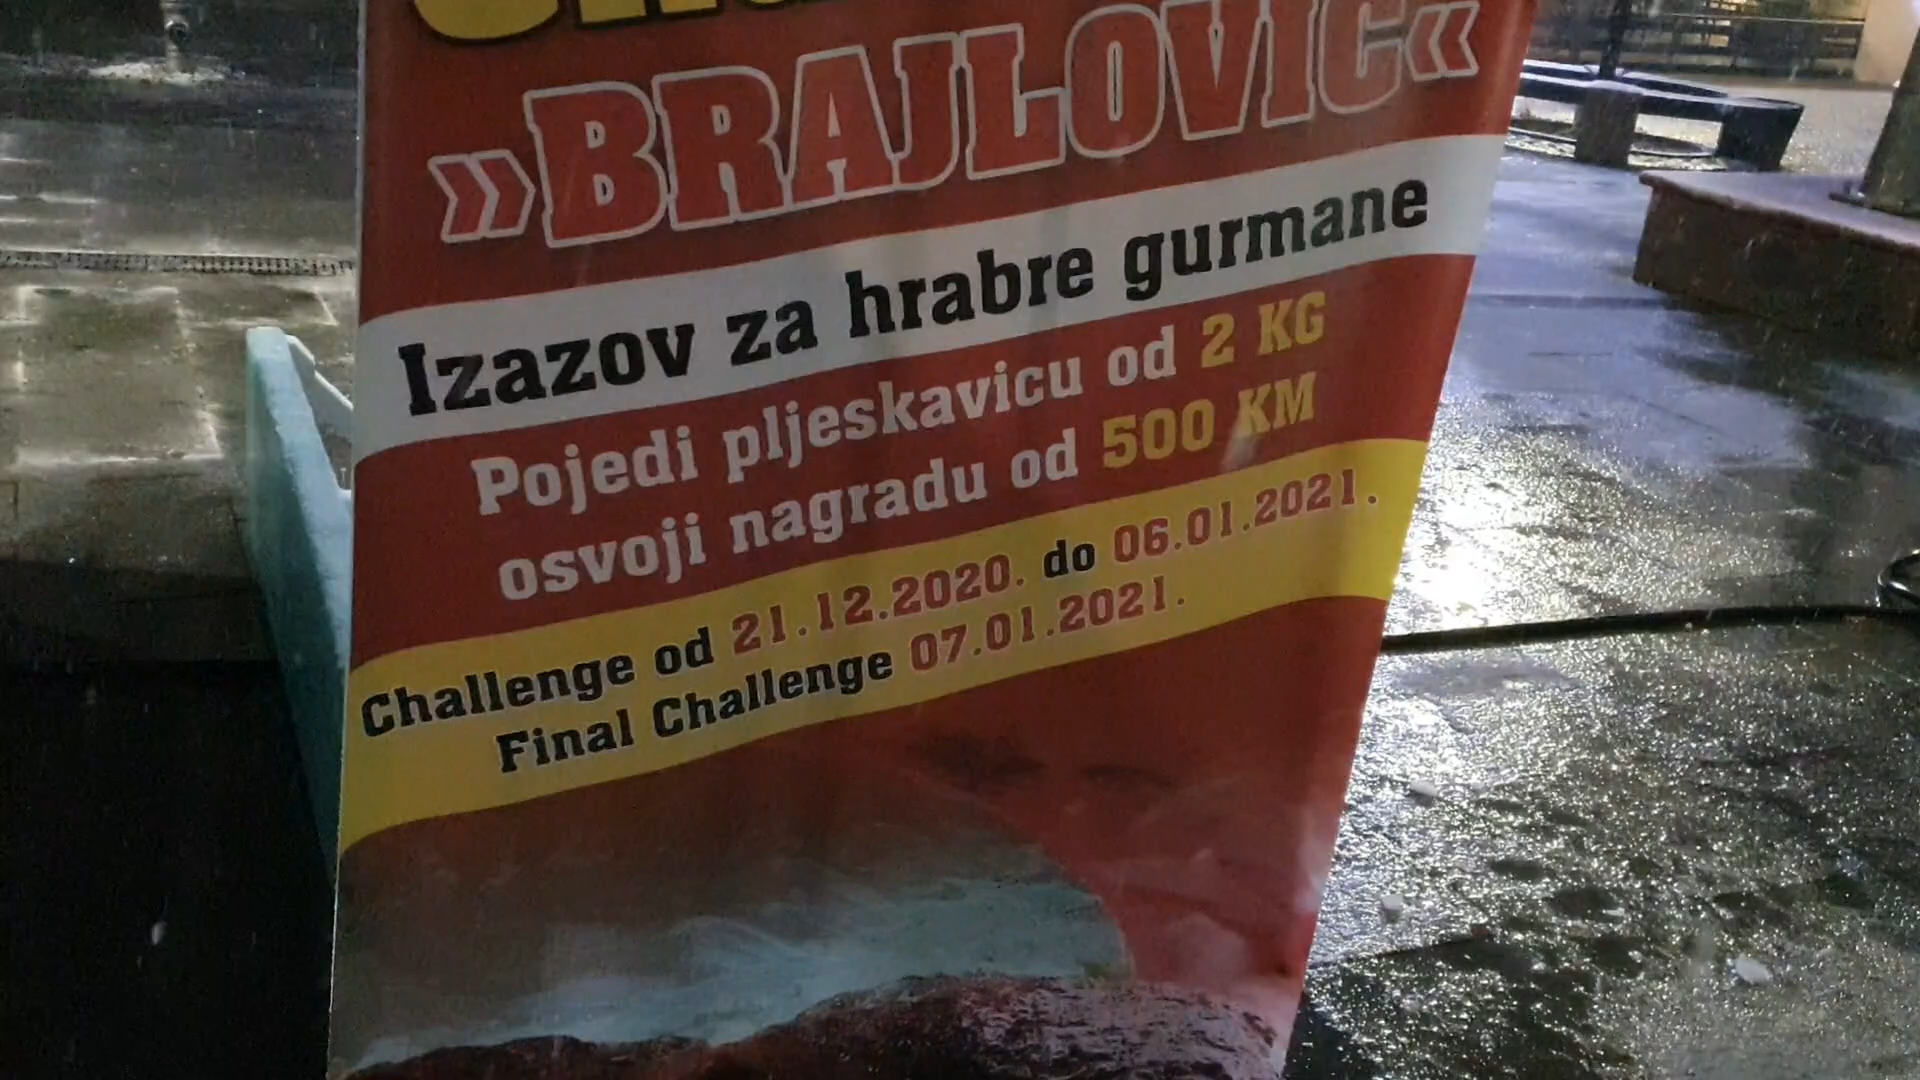 »BRAJLOVIC«
Izazov za hrabre gurmane
Pojedi pljeskavicu od 2 KG
osvoji nagradu od 500 KM
Challenge od 21.12.2020. do 06.01.2021.
Final Challenge 07.01.2021.